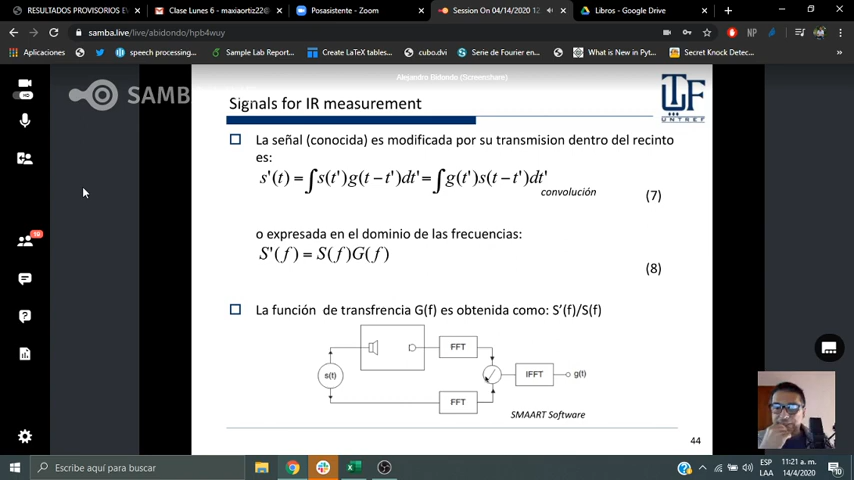 RESULTADOS PROVISORIOS E
Clase Lunes 6 - maxiaortiz22@
Posasistente - Zoom
Session On 04/14/2020 12
Libros - Google Drive
samba.live/live/abidondo/hpb4wuy
Aplicaciones
speech processing...
Sample Lab Report...
Create LaTeX tables...
cubo.dvi
Serie de Fourier en...
What is New in Pyt...
Secret Knock Detec...
Alejandro Bidondo (Screenshare)
SAMB
Signals for IR measurement
UNTREF
La señal (conocida) es modificada por su transmision dentro del recinto
es:
s'(t) = ∫s(t')g(t − t')dt' = ∫g(t')s(t − t')dt'
convolución
(7)
o expresada en el dominio de las frecuencias:
S'(f) = S(f)G(f)
(8)
La función de transfrencia G(f) es obtenida como: S'(f)/S(f)
FFT
s(t)
IFFT
g(t)
FFT
SMAART Software
44
Escribe aquí para buscar
ESP
LAA
11:21 a. m.
14/4/2020